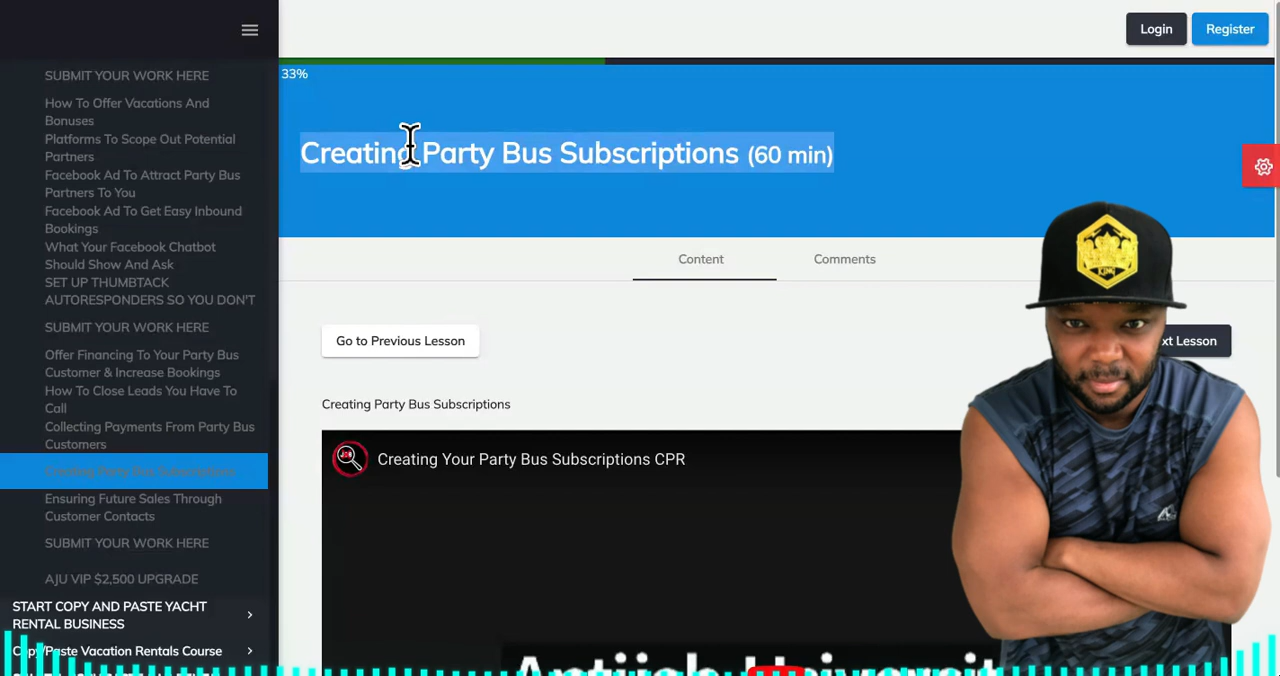 Login
Register
33%
Creating Party Bus Subscriptions (60 min)
Content
Comments
Go to Previous Lesson
xt Lesson
Creating Party Bus Subscriptions
Creating Your Party Bus Subscriptions CPR
SUBMIT YOUR WORK HERE
How To Offer Vacations And
Bonuses
Platforms To Scope Out Potential
Partners
Facebook Ad To Attract Party Bus
Partners To You
Facebook Ad To Get Easy Inbound
Bookings
What Your Facebook Chatbot
Should Show And Ask
SET UP THUMBTACK
AUTORESPONDERS SO YOU DON'T
SUBMIT YOUR WORK HERE
Offer Financing To Your Party Bus
Customer & Increase Bookings
How To Close Leads You Have To
Call
Collecting Payments From Party Bus
Customers
Creating Party Bus Subscriptions
Ensuring Future Sales Through
Customer Contacts
SUBMIT YOUR WORK HERE
AJU VIP $2,500 UPGRADE
START COPY AND PASTE YACHT
RENTAL BUSINESS
Copy/Paste Vacation Rentals Course
KING